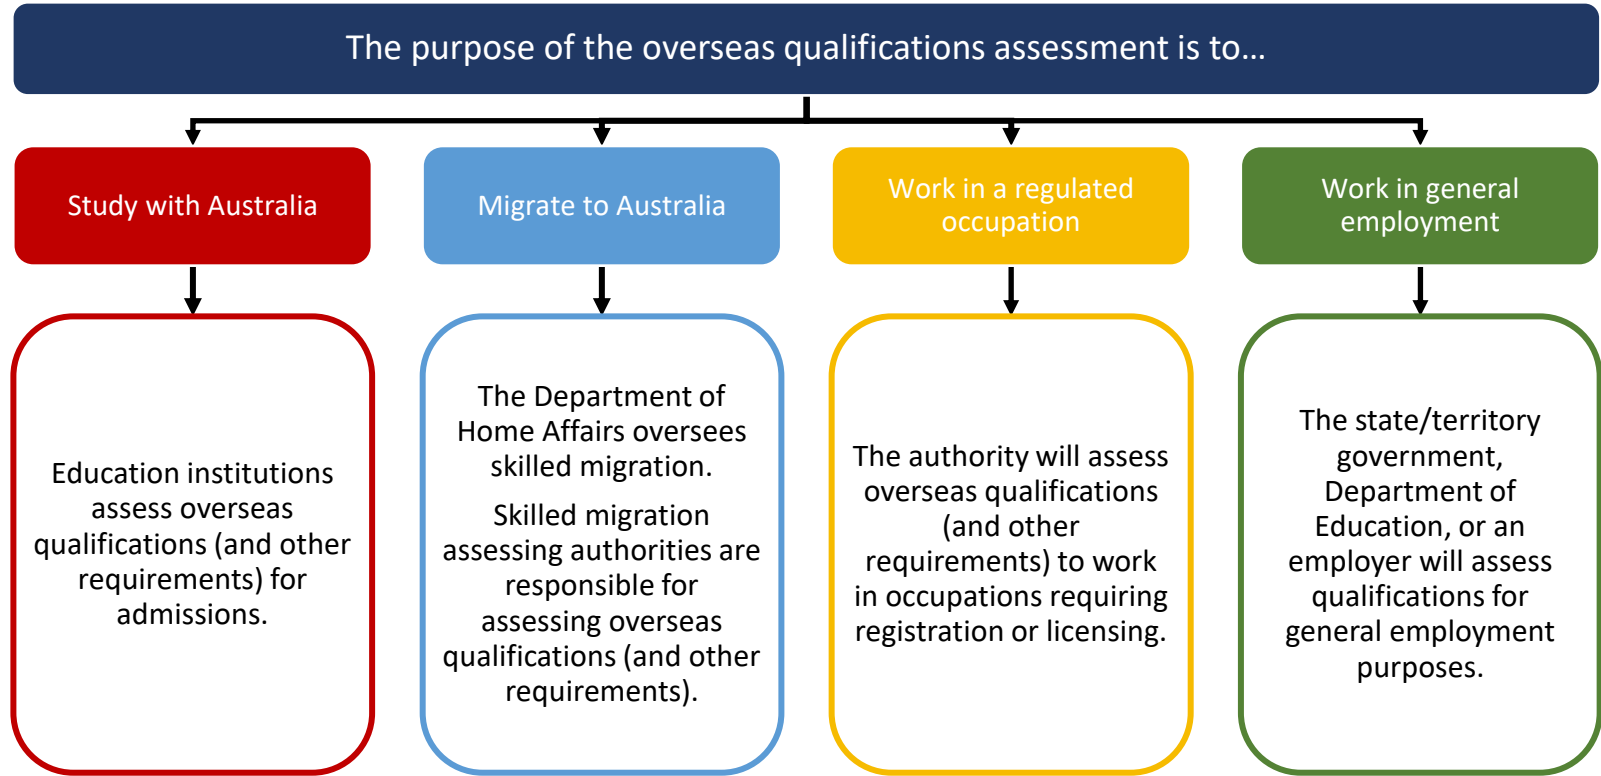 The purpose of the overseas qualifications assessment is to…
Study with Australia
Migrate to Australia
Work in a regulated
occupation
Work in general
employment
Education institutions
assess overseas
qualifications (and other
requirements) for
admissions.
The Department of
Home Affairs oversees
skilled migration.
Skilled migration
assessing authorities are
responsible for
assessing overseas
qualifications (and other
requirements).
The authority will assess
overseas qualifications
(and other
requirements) to work
in occupations requiring
registration or licensing.
The state/territory
government,
Department of
Education, or an
employer will assess
qualifications for
general employment
purposes.